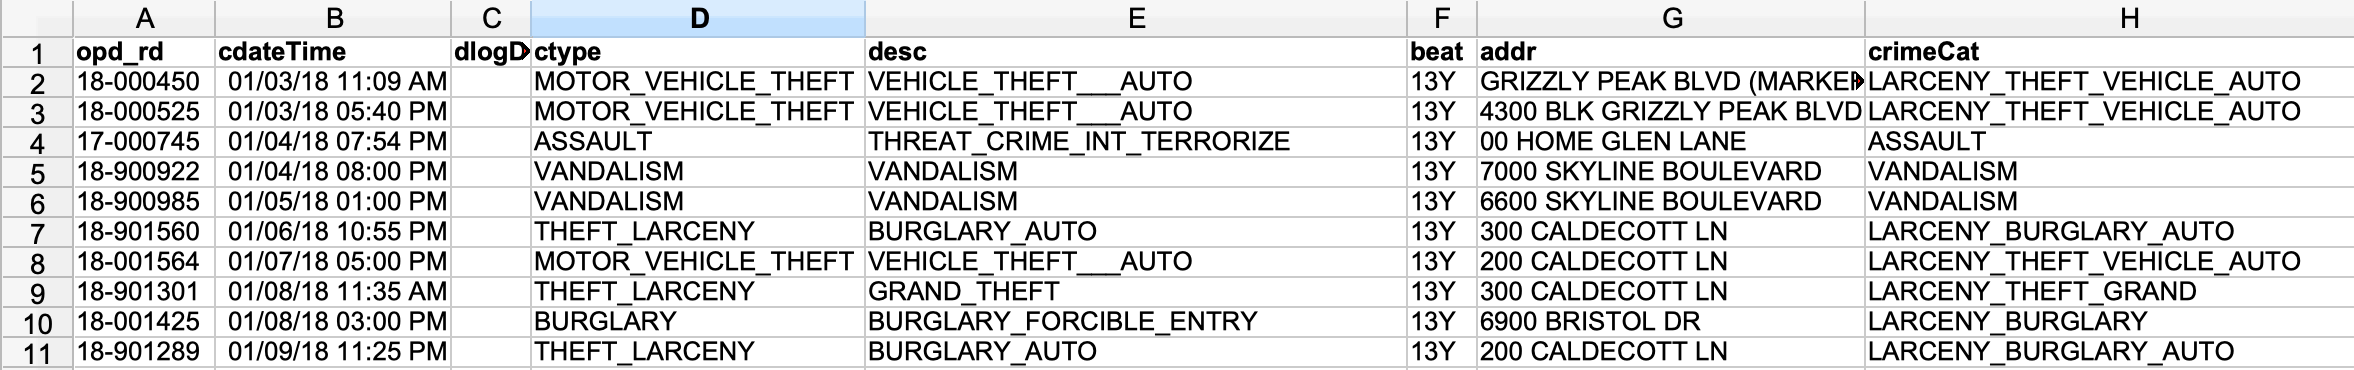 A B C D E F G H
1 opd_rd cdateTime dlogD ctype desc beat addr crimeCat
2 18-000450 01/03/18 11:09 AM MOTOR_VEHICLE_THEFT VEHICLE_THEFT___AUTO 13Y GRIZZLY PEAK BLVD (MARKER LARCENY_THEFT_VEHICLE_AUTO
3 18-000525 01/03/18 05:40 PM MOTOR_VEHICLE_THEFT VEHICLE_THEFT___AUTO 13Y 4300 BLK GRIZZLY PEAK BLVD LARCENY_THEFT_VEHICLE_AUTO
4 17-000745 01/04/18 07:54 PM ASSAULT THREAT_CRIME_INT_TERRORIZE 13Y 00 HOME GLEN LANE ASSAULT
5 18-900922 01/04/18 08:00 PM VANDALISM VANDALISM 13Y 7000 SKYLINE BOULEVARD VANDALISM
6 18-900985 01/05/18 01:00 PM VANDALISM VANDALISM 13Y 6600 SKYLINE BOULEVARD VANDALISM
7 18-901560 01/06/18 10:55 PM THEFT_LARCENY BURGLARY_AUTO 13Y 300 CALDECOTT LN LARCENY_BURGLARY_AUTO
8 18-001564 01/07/18 05:00 PM MOTOR_VEHICLE_THEFT VEHICLE_THEFT___AUTO 13Y 200 CALDECOTT LN LARCENY_THEFT_VEHICLE_AUTO
9 18-901301 01/08/18 11:35 AM THEFT_LARCENY GRAND_THEFT 13Y 300 CALDECOTT LN LARCENY_THEFT_GRAND
10 18-001425 01/08/18 03:00 PM BURGLARY BURGLARY_FORCIBLE_ENTRY 13Y 6900 BRISTOL DR LARCENY_BURGLARY
11 18-901289 01/09/18 11:25 PM THEFT_LARCENY BURGLARY_AUTO 13Y 200 CALDECOTT LN LARCENY_BURGLARY_AUTO